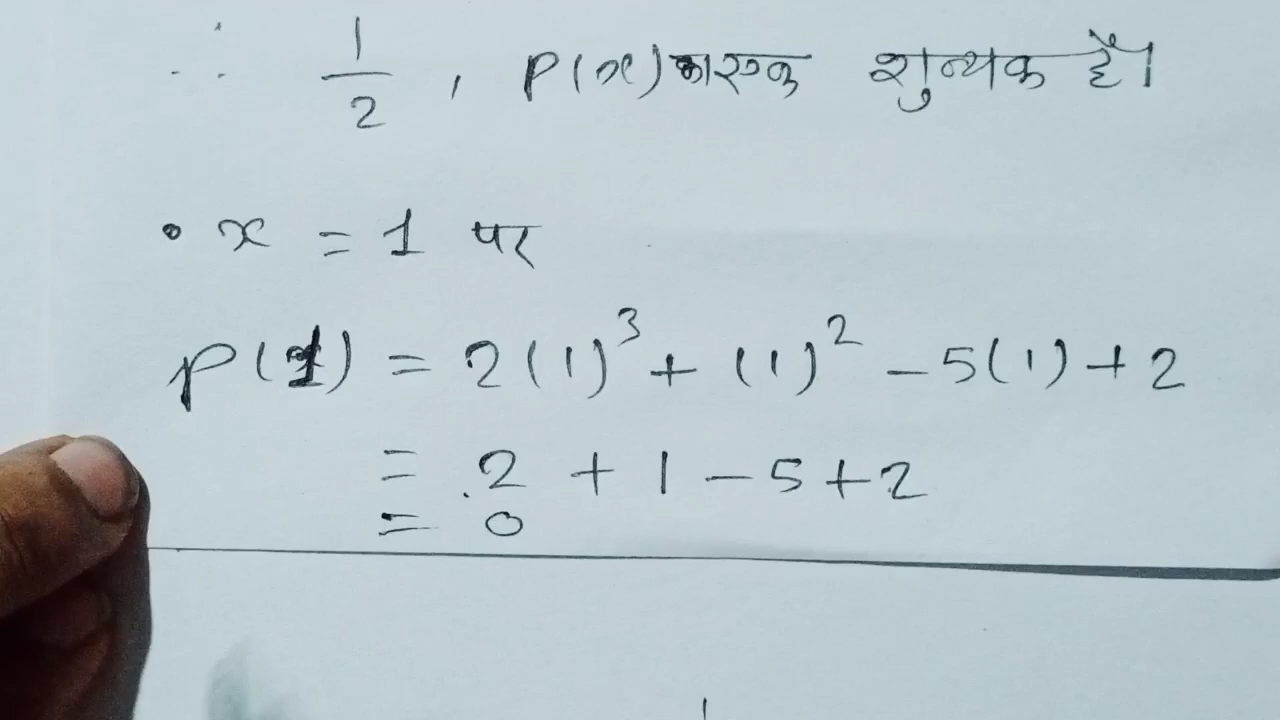 ∴ 1/2, P(x) का एक शुन्यक है।
• x = 1 पर
p(1) = 2(1)³ + (1)² - 5(1) + 2
= 2 + 1 - 5 + 2
= 0